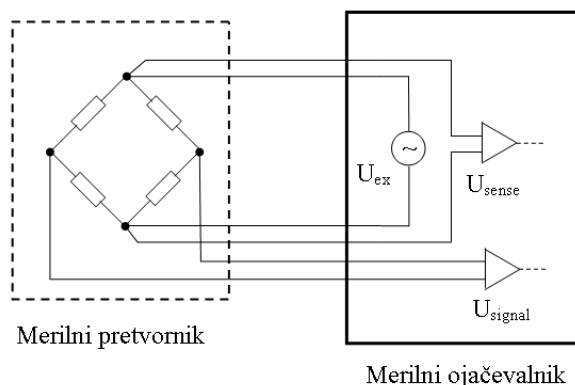 ~
U_ex
U_sense
U_signal
Merilni pretvornik
Merilni ojačevalnik